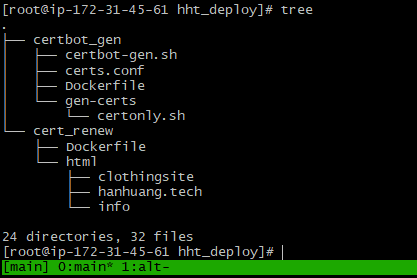 [root@ip-172-31-45-61 hht_deploy]# tree
.
├── certbot_gen
│   ├── certbot-gen.sh
│   ├── certs.conf
│   ├── Dockerfile
│   └── gen-certs
│       └── certonly.sh
└── cert_renew
    ├── Dockerfile
    └── html
        ├── clothingsite
        ├── hanhuang.tech
        └── info

24 directories, 32 files
[root@ip-172-31-45-61 hht_deploy]#
[main] 0:main* 1:alt-